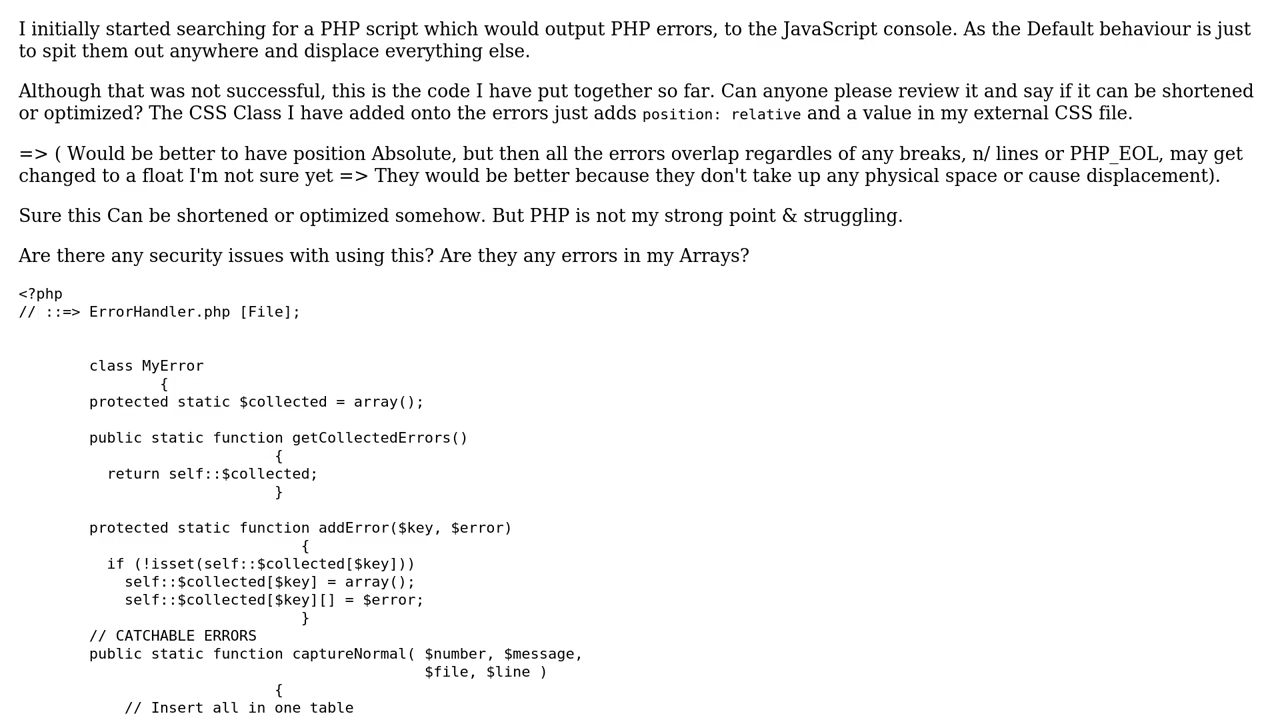 I initially started searching for a PHP script which would output PHP errors, to the JavaScript console. As the Default behaviour is just
to spit them out anywhere and displace everything else.
Although that was not successful, this is the code I have put together so far. Can anyone please review it and say if it can be shortened
or optimized? The CSS Class I have added onto the errors just adds position: relative and a value in my external CSS file.
=> ( Would be better to have position Absolute, but then all the errors overlap regardles of any breaks, n/ lines or PHP_EOL, may get
changed to a float I'm not sure yet => They would be better because they don't take up any physical space or cause displacement).
Sure this Can be shortened or optimized somehow. But PHP is not my strong point & struggling.
Are there any security issues with using this? Are they any errors in my Arrays?
<?php
// ::=> ErrorHandler.php [File];
class MyError
{
protected static $collected = array();
public static function getCollectedErrors()
{
return self::$collected;
}
protected static function addError($key, $error)
{
if (!isset(self::$collected[$key]))
self::$collected[$key] = array();
self::$collected[$key][] = $error;
}
// CATCHABLE ERRORS
public static function captureNormal( $number, $message,
$file, $line )
{
// Insert all in one table